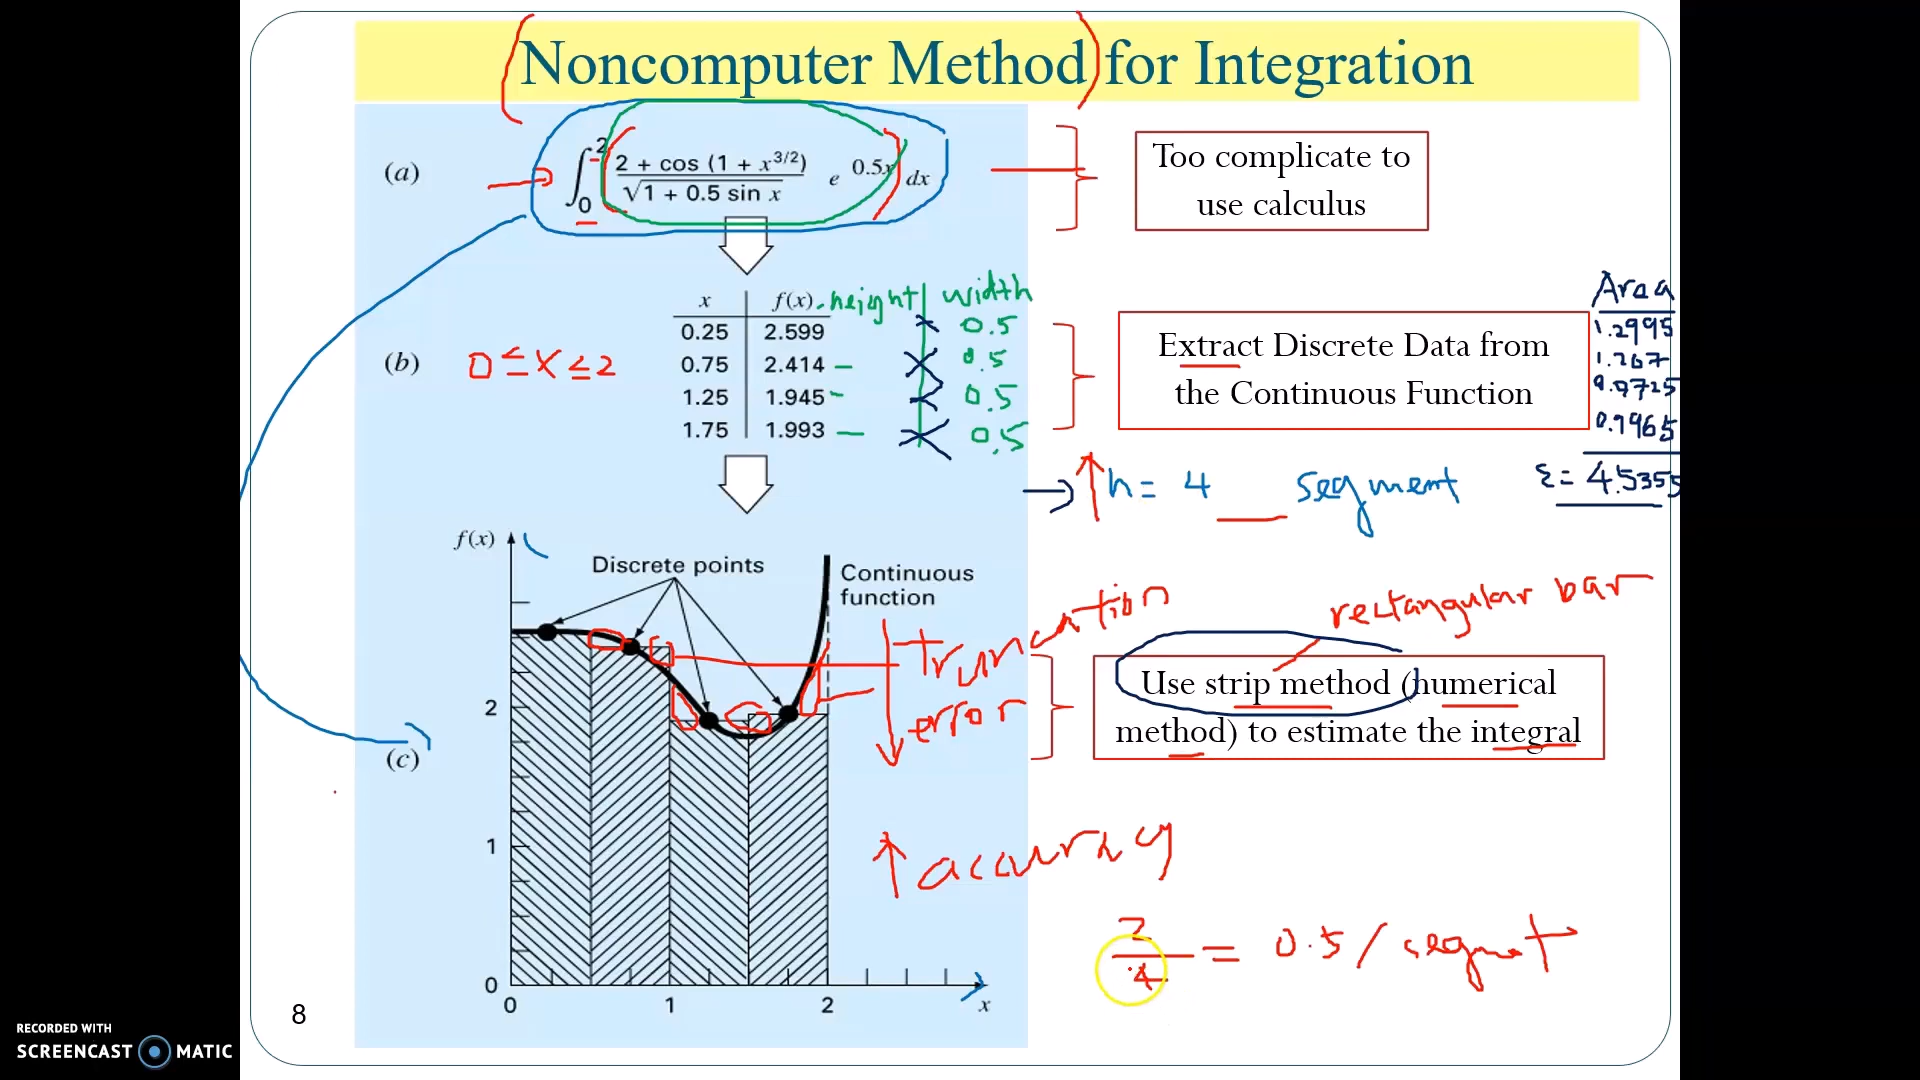 Noncomputer Method for Integration
(a)
∫₀² (2 + cos (1 + x^3/2)) / (√1 + 0.5 sin x) e^0.5x dx
Too complicate to
use calculus
x f(x) height width Area
0.25 2.599 0.5 1.2995
0.75 2.414 0.5 1.207
1.25 1.945 0.5 0.9725
1.75 1.993 0.5 0.9965
Σ= 4.5355
(b) 0 ≤ x ≤ 2
Extract Discrete Data from
the Continuous Function
n = 4 segment
f(x)
Discrete points
Continuous
function
truncation
error
rectangular bar
Use strip method (numerical
method) to estimate the integral
(c)
2
1
0
0 1 2 x
accuracy
2/4 = 0.5 / segment
8
RECORDED WITH
SCREENCAST MATIC